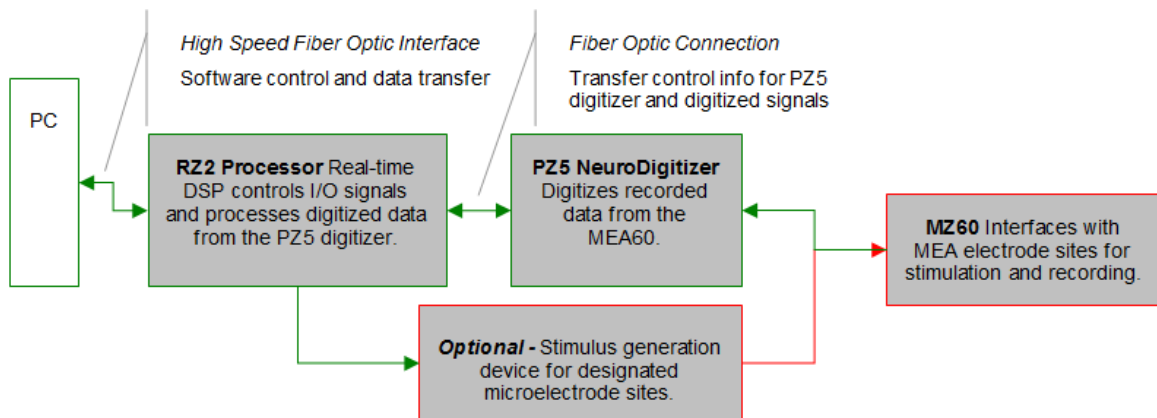 High Speed Fiber Optic Interface
Software control and data transfer
Fiber Optic Connection
Transfer control info for PZ5
digitizer and digitized signals
PC
RZ2 Processor Real-time
DSP controls I/O signals
and processes digitized data
from the PZ5 digitizer.
PZ5 NeuroDigitizer
Digitizes recorded
data from the
MEA60.
MZ60 Interfaces with
MEA electrode sites for
stimulation and recording.
Optional - Stimulus generation
device for designated
microelectrode sites.